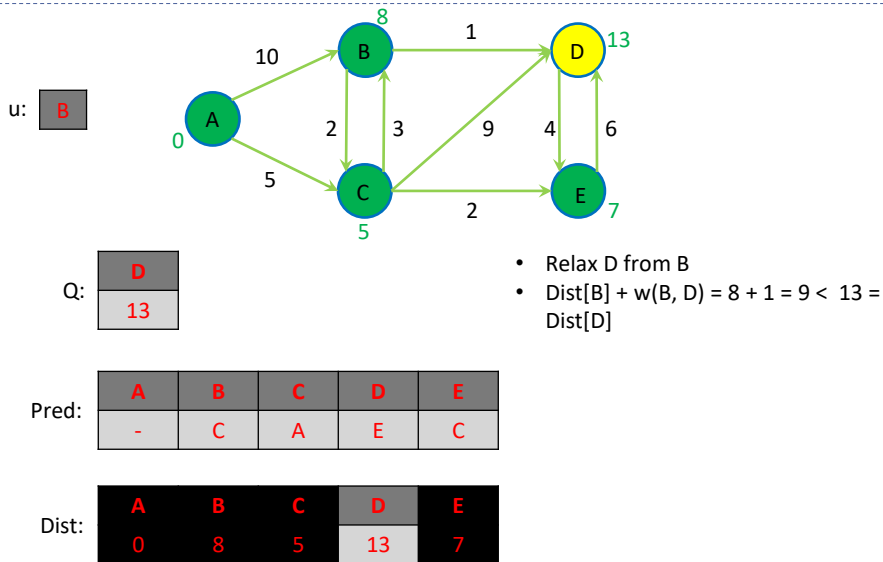 8
1
B
D
13
10
u: B
A
2
3
9
4
6
0
5
C
E
2
5
7
D
Q:
13
• Relax D from B
• Dist[B] + w(B, D) = 8 + 1 = 9 < 13 =
Dist[D]
A B C D E
Pred:
- C A E C
A B C D E
Dist:
0 8 5 13 7